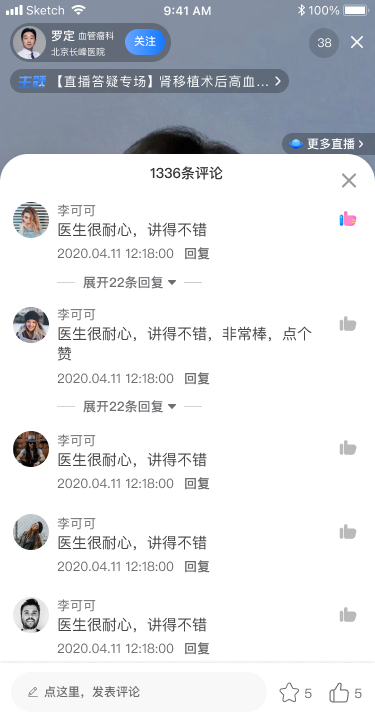 Sketch
9:41 AM
100%
罗定 血管瘤科
北京长峰医院
关注
38
主题 【直播答疑专场】肾移植术后高血...
更多直播
1336条评论
李可可
医生很耐心，讲得不错
2020.04.11 12:18:00 回复
展开22条回复
李可可
医生很耐心，讲得不错，非常棒，点个
赞
2020.04.11 12:18:00 回复
展开22条回复
李可可
医生很耐心，讲得不错
2020.04.11 12:18:00 回复
李可可
医生很耐心，讲得不错
2020.04.11 12:18:00 回复
李可可
医生很耐心，讲得不错
2020.04.11 12:18:00 回复
点这里，发表评论
5
5